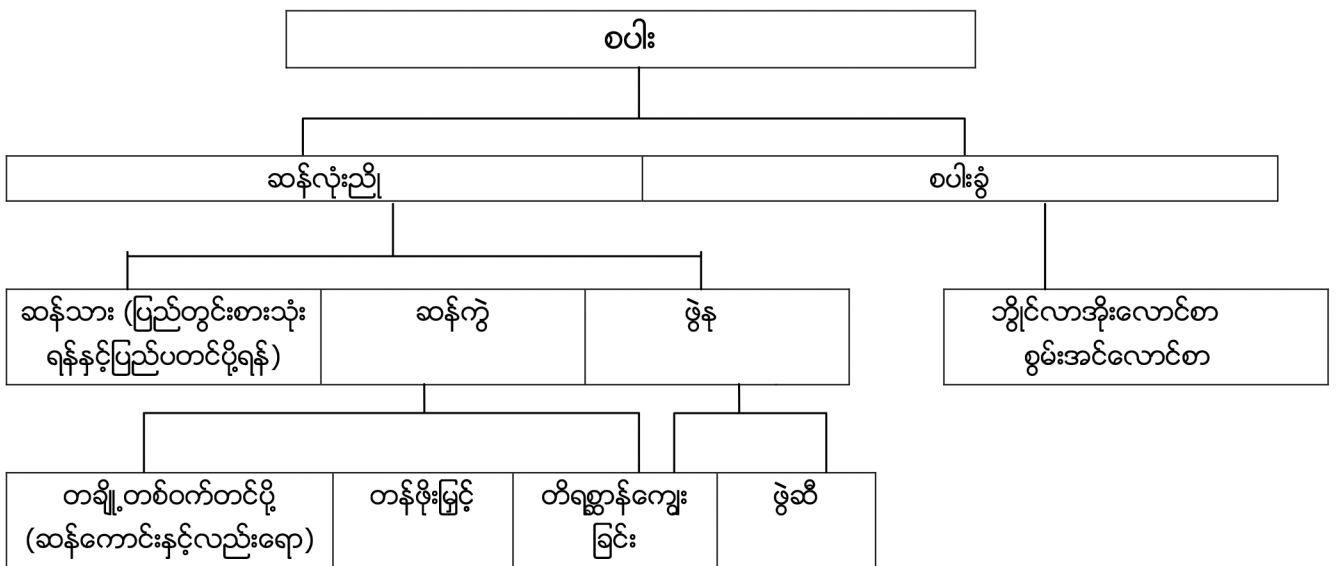 စပါး
ဆန်လုံးညို
စပါးခွံ
ဆန်သား (ပြည်တွင်းစားသုံး
ရန်နှင့်ပြည်ပတင်ပို့ရန်)
ဆန်ကွဲ
ဖွဲနု
ဘွိုင်လာအိုးလောင်စာ
စွမ်းအင်လောင်စာ
တချို့တစ်ဝက်တင်ပို့
(ဆန်ကောင်းနှင့်လည်းရော)
တန်ဖိုးမြှင့်
တိရစ္ဆာန်ကျွေး
ခြင်း
ဖွဲဆီ